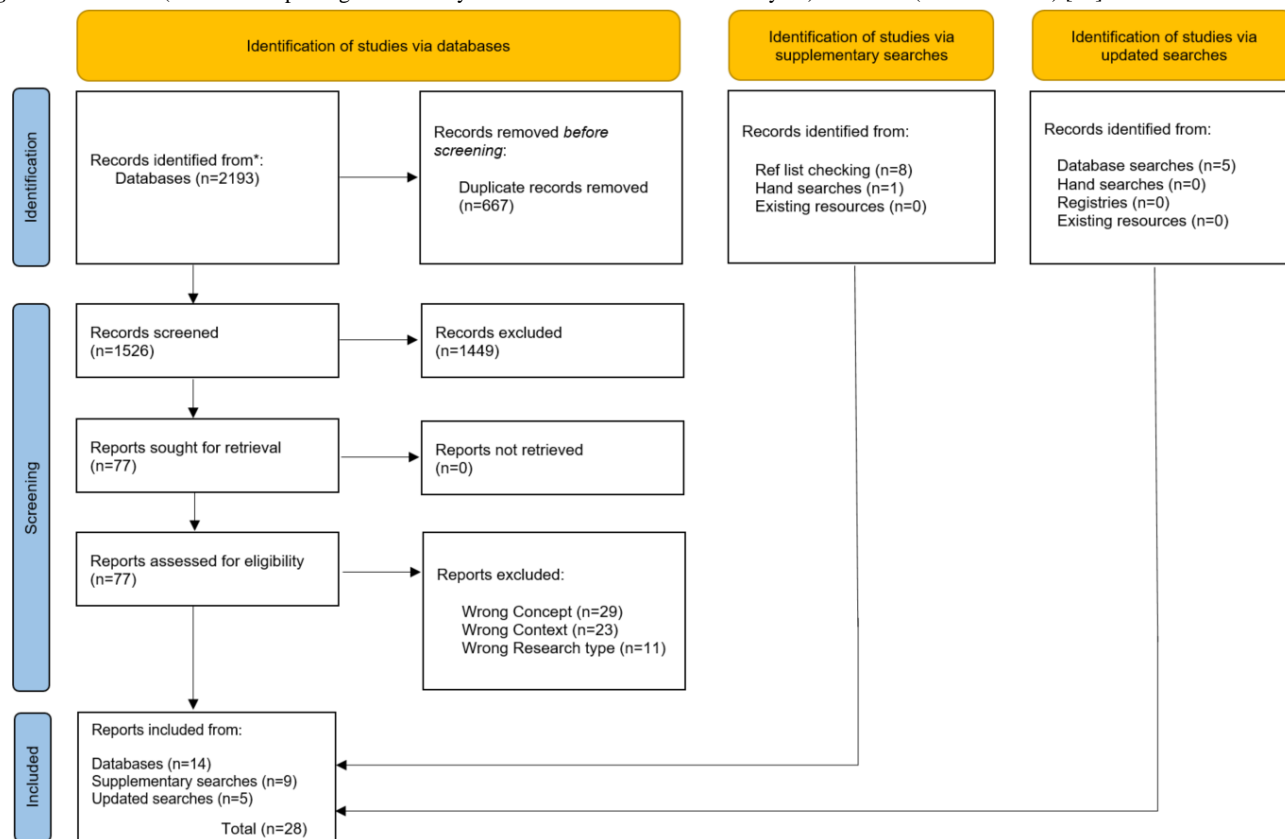 Identification of studies via databases
Identification of studies via
supplementary searches
Identification of studies via
updated searches
Identification
Records identified from*:
Databases (n=2193)
Records removed before
screening:
Duplicate records removed
(n=667)
Records identified from:
Ref list checking (n=8)
Hand searches (n=1)
Existing resources (n=0)
Records identified from:
Database searches (n=5)
Hand searches (n=0)
Registries (n=0)
Existing resources (n=0)
Screening
Records screened
(n=1526)
Records excluded
(n=1449)
Reports sought for retrieval
(n=77)
Reports not retrieved
(n=0)
Reports assessed for eligibility
(n=77)
Reports excluded:
Wrong Concept (n=29)
Wrong Context (n=23)
Wrong Research type (n=11)
Included
Reports included from:
Databases (n=14)
Supplementary searches (n=9)
Updated searches (n=5)
Total (n=28)